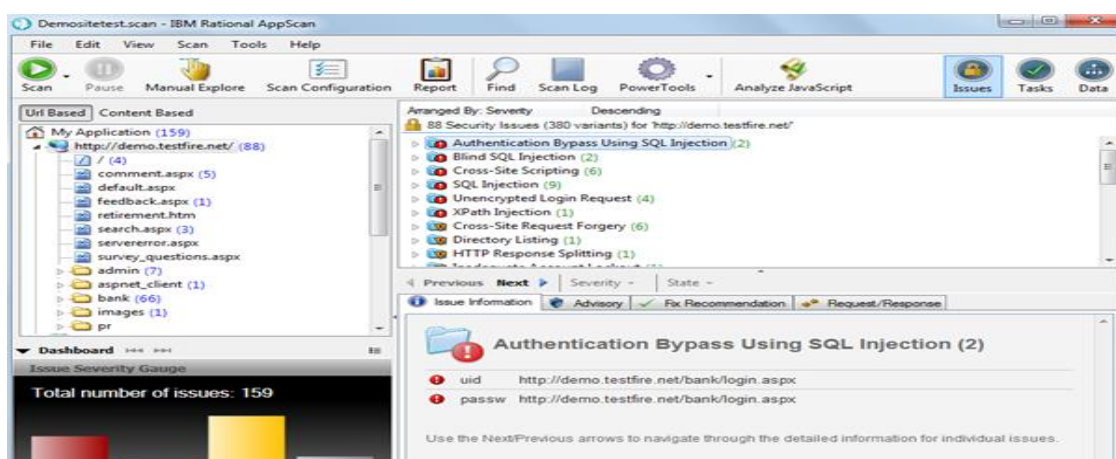 Demositetest.scan - IBM Rational AppScan
File Edit View Scan Tools Help
Scan Pause Manual Explore Scan Configuration Report Find Scan Log PowerTools Analyze JavaScript Issues Tasks Data
Url Based Content Based
My Application (159)
http://demo.testfire.net/ (88)
/ (4)
comment.aspx (5)
default.aspx
feedback.aspx (1)
retirement.htm
search.aspx (3)
servererror.aspx
survey_questions.aspx
admin (7)
aspnet_client (1)
bank (66)
images (1)
pr
Dashboard
Issue Severity Gauge
Total number of issues: 159
Arranged By: Severity Descending
88 Security Issues (380 variants) for 'http://demo.testfire.net/'
Authentication Bypass Using SQL Injection (2)
Blind SQL Injection (2)
Cross-Site Scripting (6)
SQL Injection (9)
Unencrypted Login Request (4)
XPath Injection (1)
Cross-Site Request Forgery (6)
Directory Listing (1)
HTTP Response Splitting (1)
Previous Next Severity State
Issue Information Advisory Fix Recommendation Request/Response
Authentication Bypass Using SQL Injection (2)
uid http://demo.testfire.net/bank/login.aspx
passw http://demo.testfire.net/bank/login.aspx
Use the Next/Previous arrows to navigate through the detailed information for individual issues.